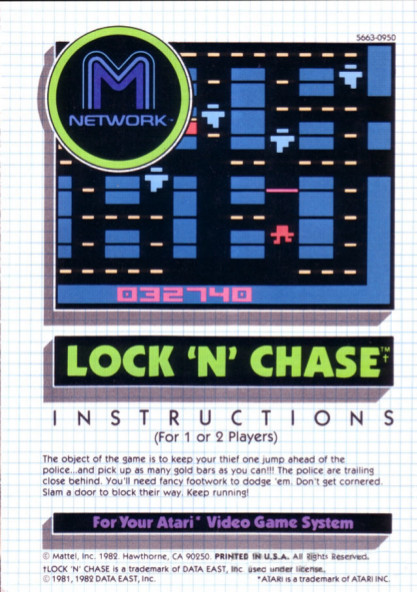 5663-0950
M
NETWORK™
032740
LOCK 'N' CHASE™†
INSTRUCTIONS
(For 1 or 2 Players)
The object of the game is to keep your thief one jump ahead of the
police...and pick up as many gold bars as you can!!! The police are trailing
close behind. You'll need fancy footwork to dodge 'em. Don't get cornered.
Slam a door to block their way. Keep running!
For Your Atari* Video Game System
© Mattel, Inc. 1982. Hawthorne, CA 90250. PRINTED IN U.S.A. All Rights Reserved.
†LOCK 'N' CHASE is a trademark of DATA EAST, Inc. used under license.
© 1981, 1982 DATA EAST, Inc. *ATARI is a trademark of ATARI INC.